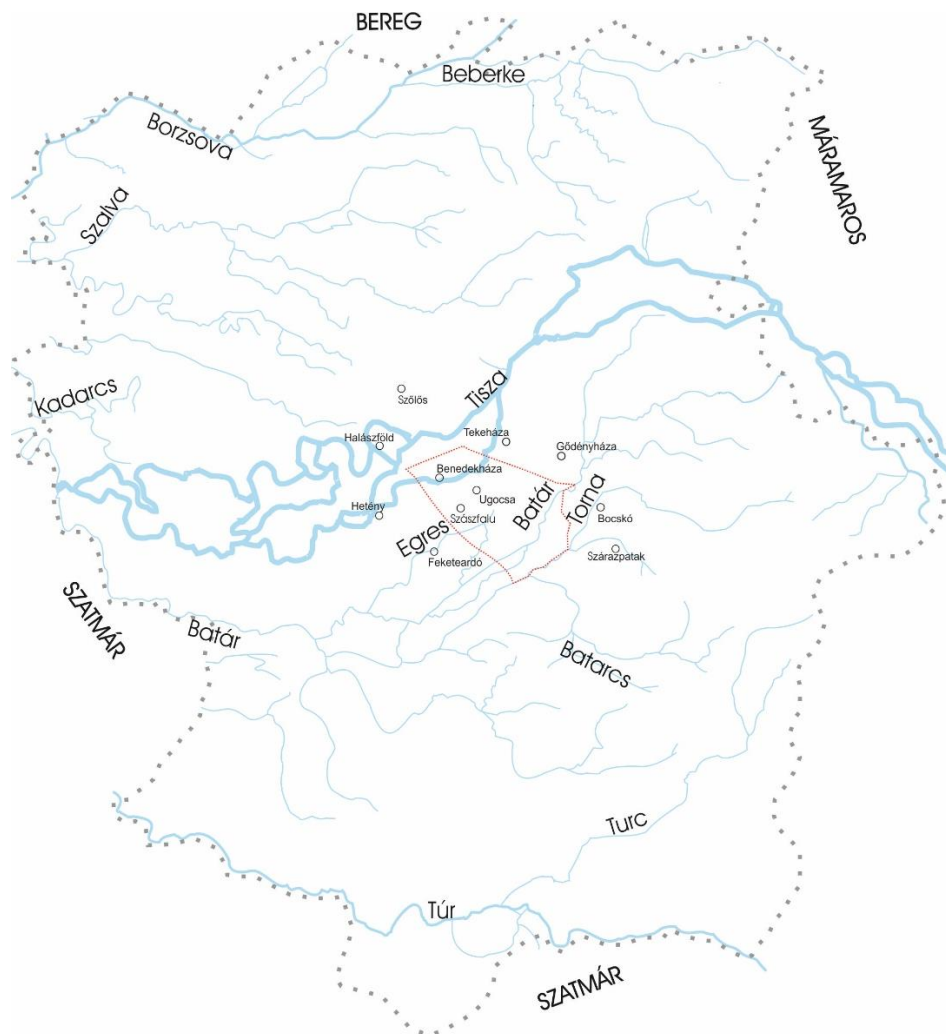 BEREG
Beberke
Borzsova
MÁRAMAROS
Szalva
Tisza
Kadarcs
Szőlős
Halászföld
Tekeháza
Gődényháza
Benedekháza
Ugocsa
Batár
Torna
Hetény
Szászfalu
Bocskó
Egres
Feketeardó
Szárazpatak
SZATMÁR
Batár
Batarcs
Turc
Túr
SZATMÁR